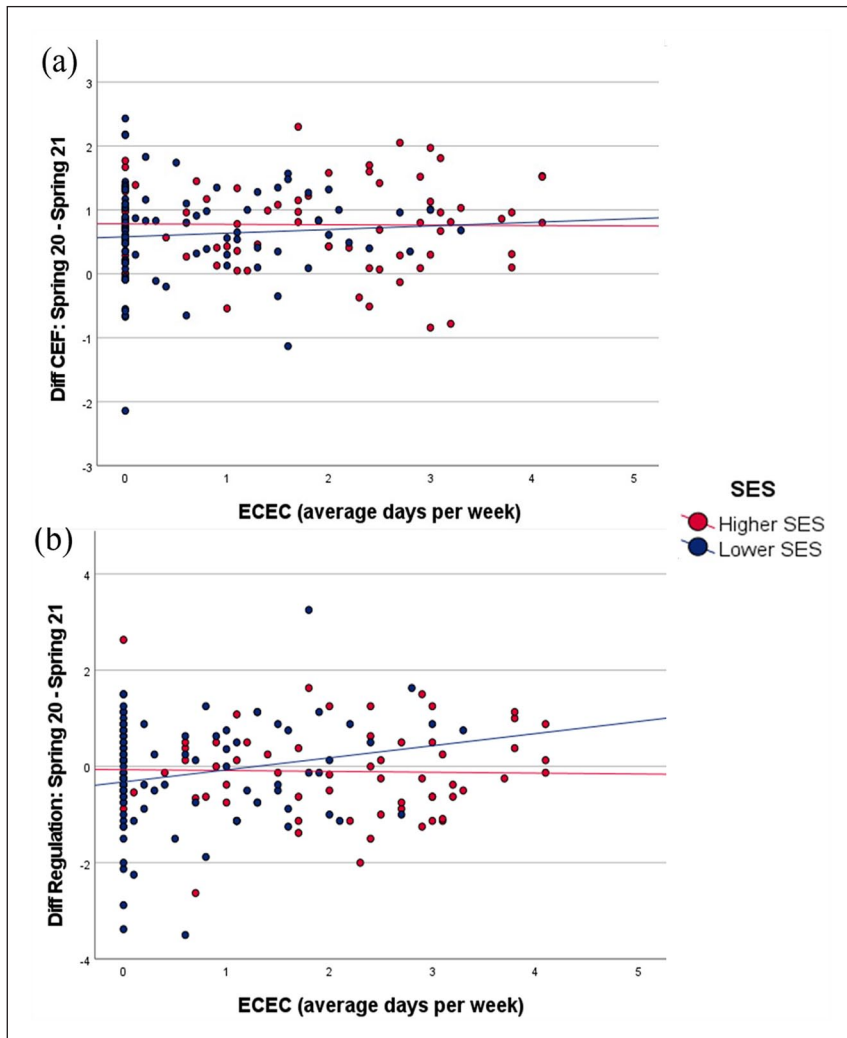 (a)
Diff CEF: Spring 20 - Spring 21
3
2
1
0
-1
-2
-3
0 1 2 3 4 5
ECEC (average days per week)
SES
Higher SES
Lower SES
(b)
Diff Regulation: Spring 20 - Spring 21
4
2
0
-2
-4
0 1 2 3 4 5
ECEC (average days per week)